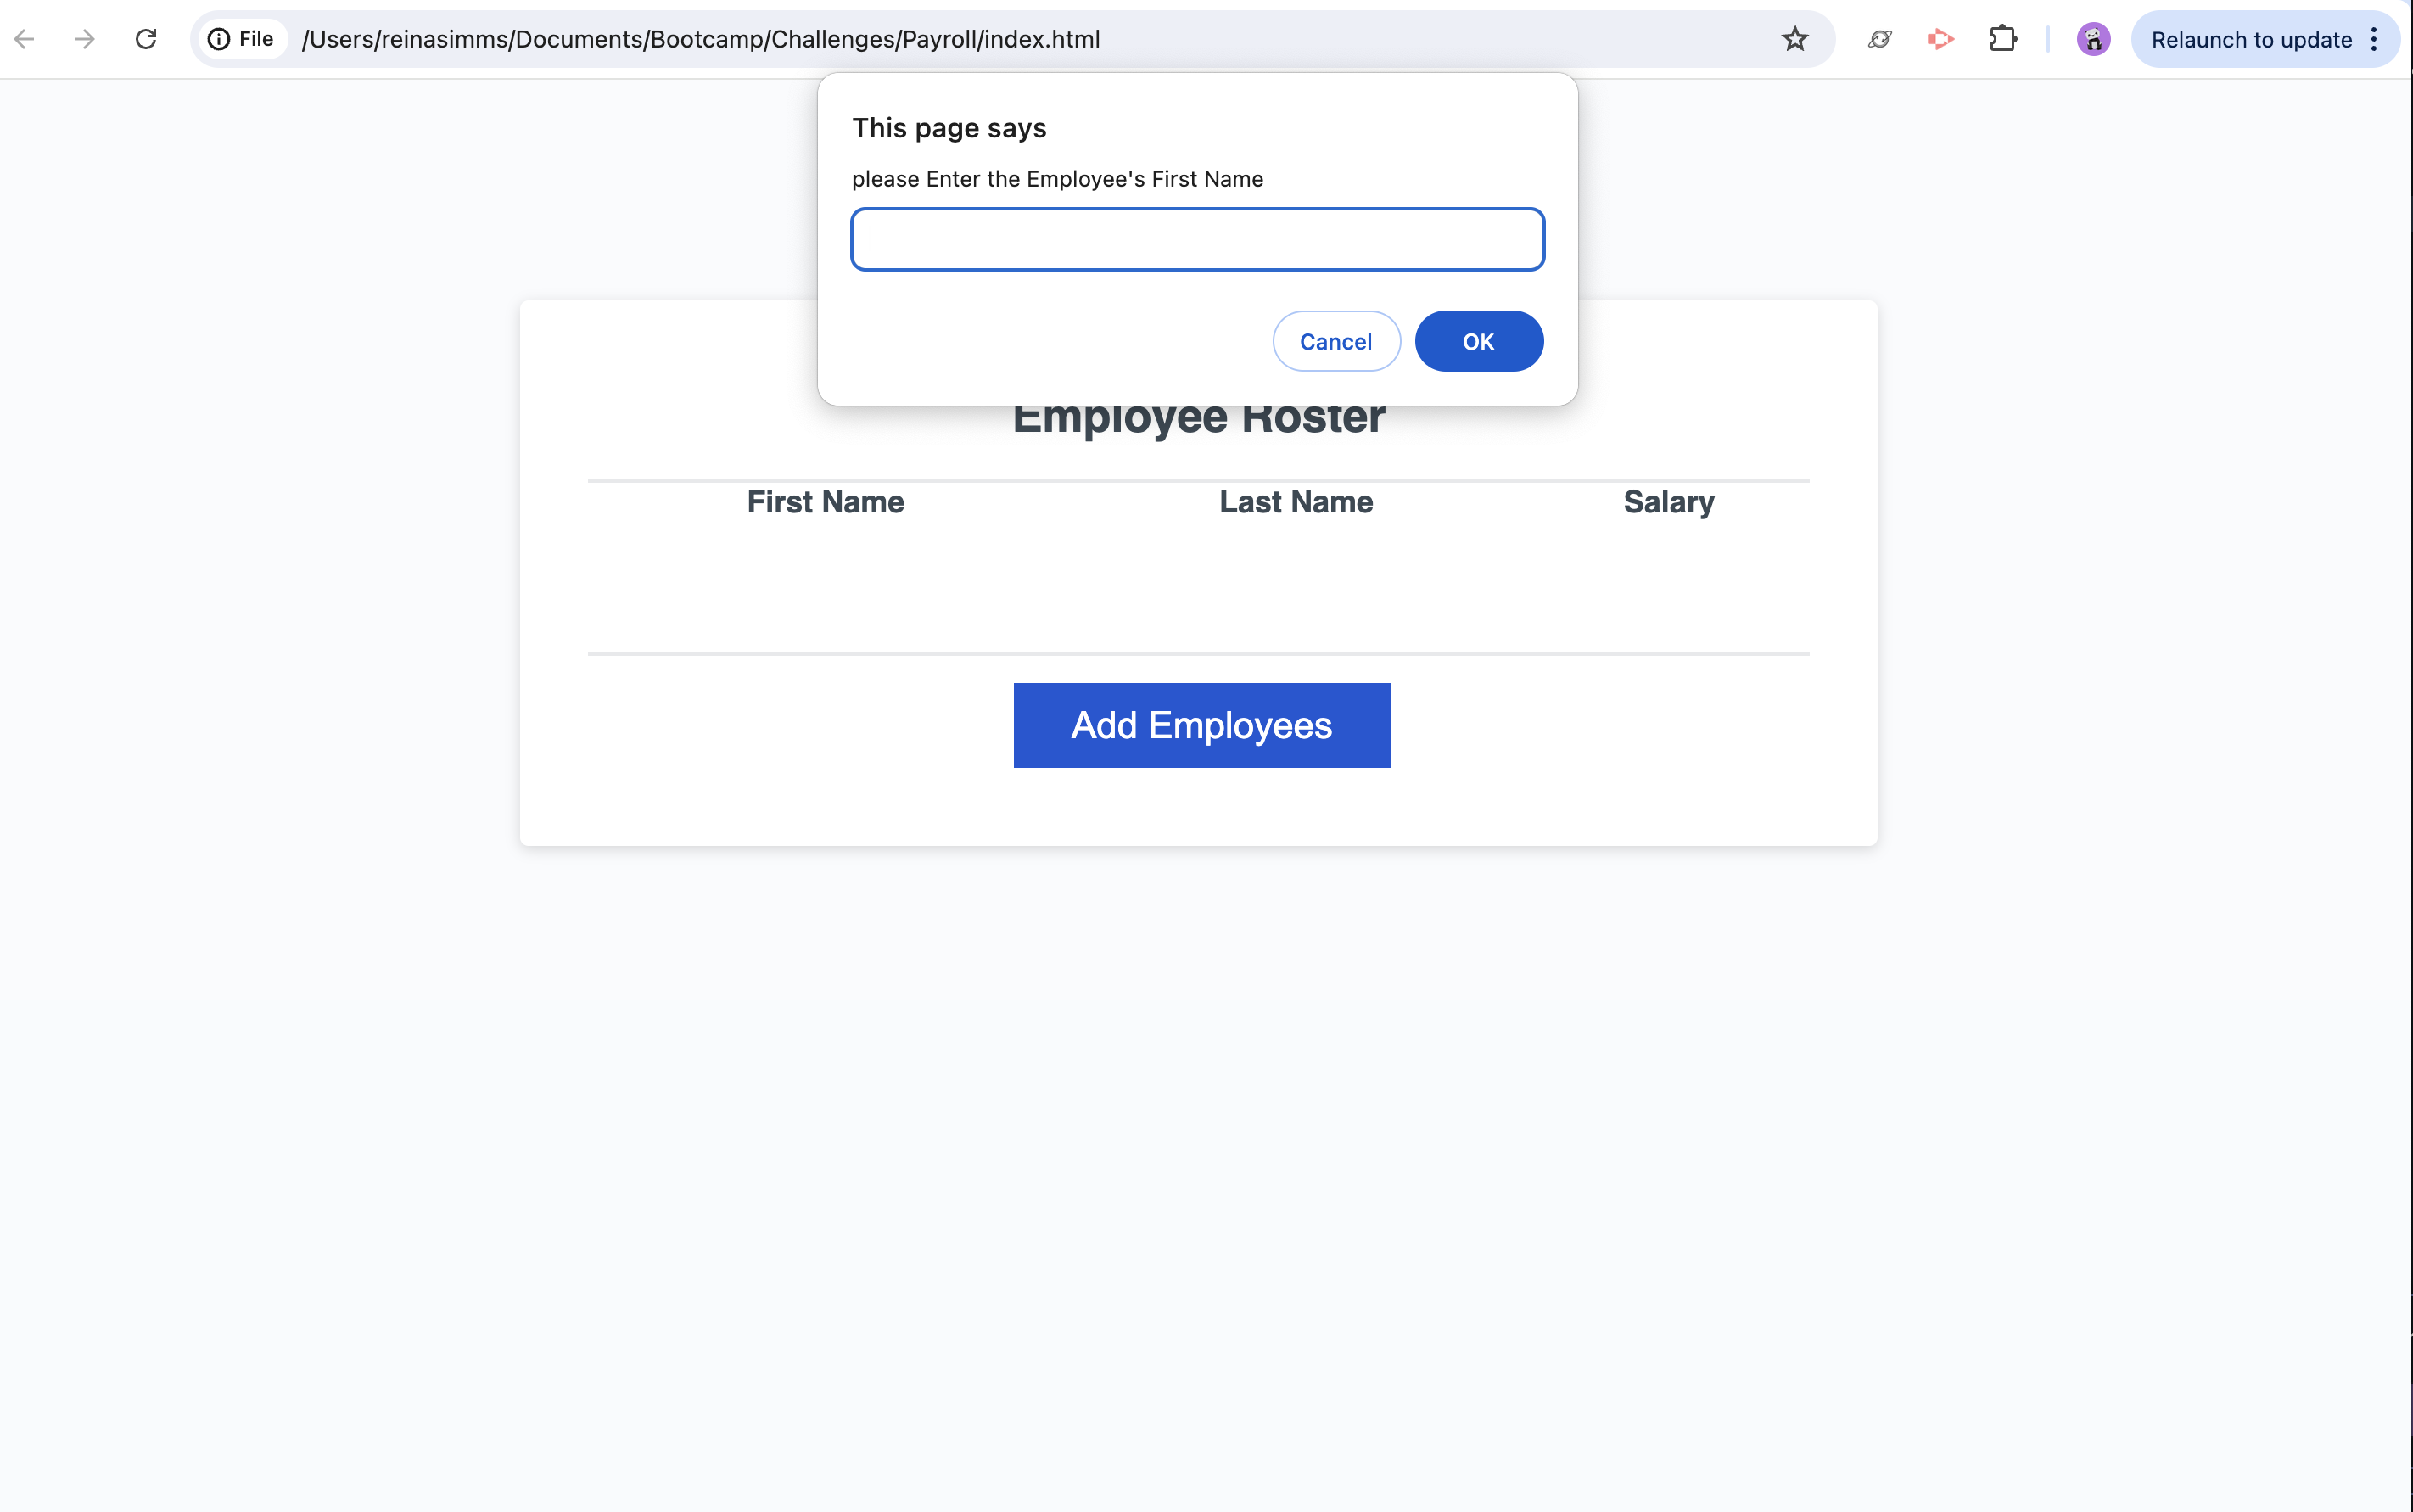 File /Users/reinasimms/Documents/Bootcamp/Challenges/Payroll/index.html Relaunch to update
This page says
please Enter the Employee's First Name
Cancel OK
Employee Roster
First Name Last Name Salary
Add Employees